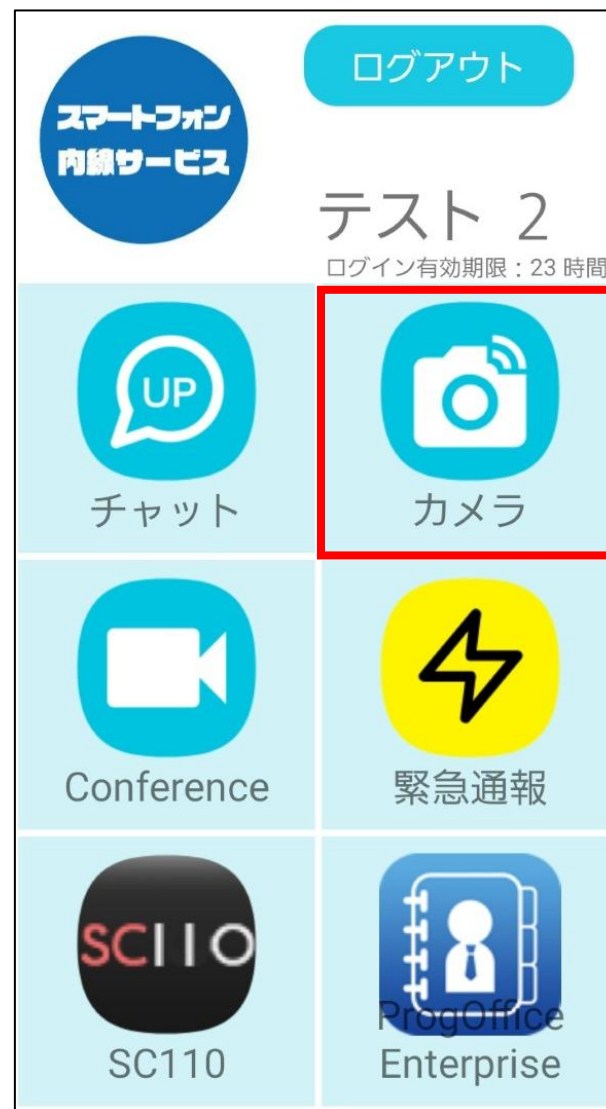 スマートフォン
内線サービス
ログアウト
テスト 2
ログイン有効期限：23 時間
UP
チャット
カメラ
Conference
緊急通報
SC110
SC110
ProgOffice
Enterprise